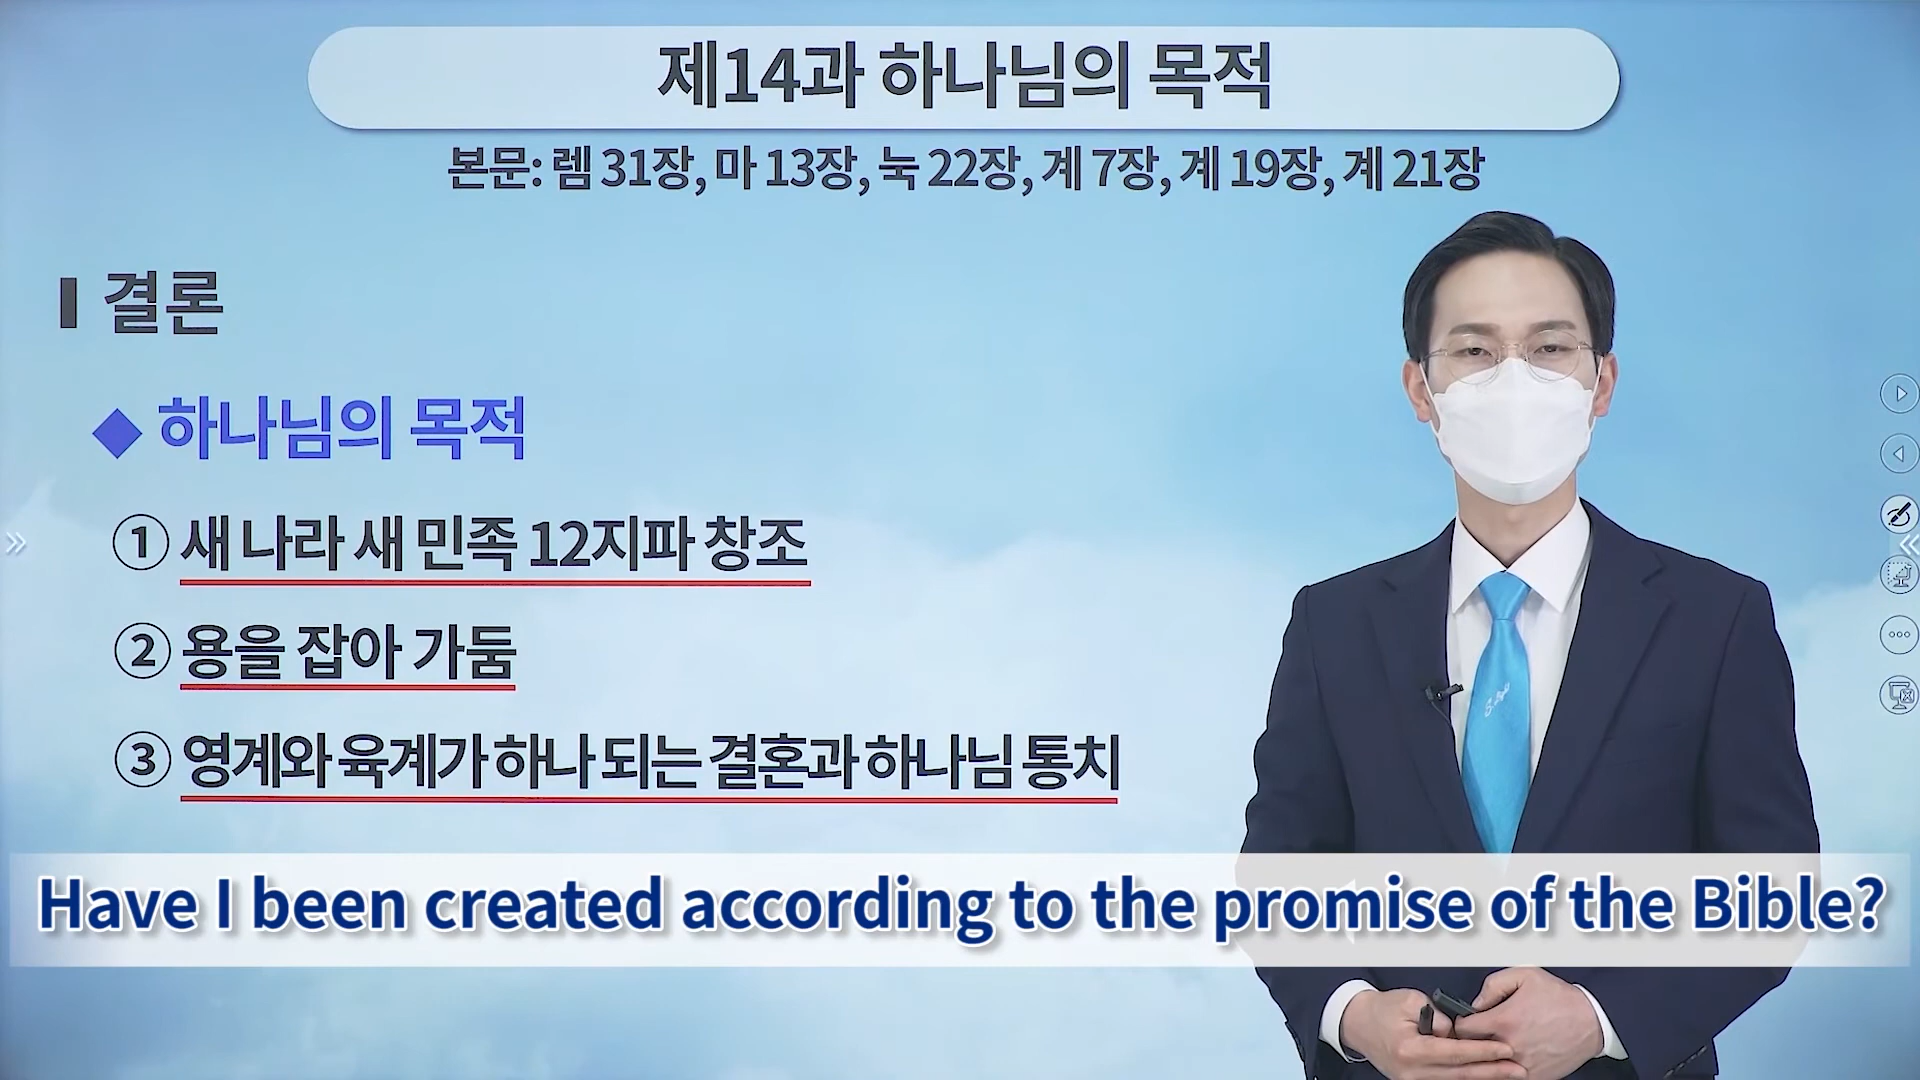 제14과 하나님의 목적
본문: 렘 31장, 마 13장, 눅 22장, 계 7장, 계 19장, 계 21장
결론
◆ 하나님의 목적
① 새 나라 새 민족 12지파 창조
② 용을 잡아 가둠
③ 영계와 육계가 하나 되는 결혼과 하나님 통치
Have I been created according to the promise of the Bible?